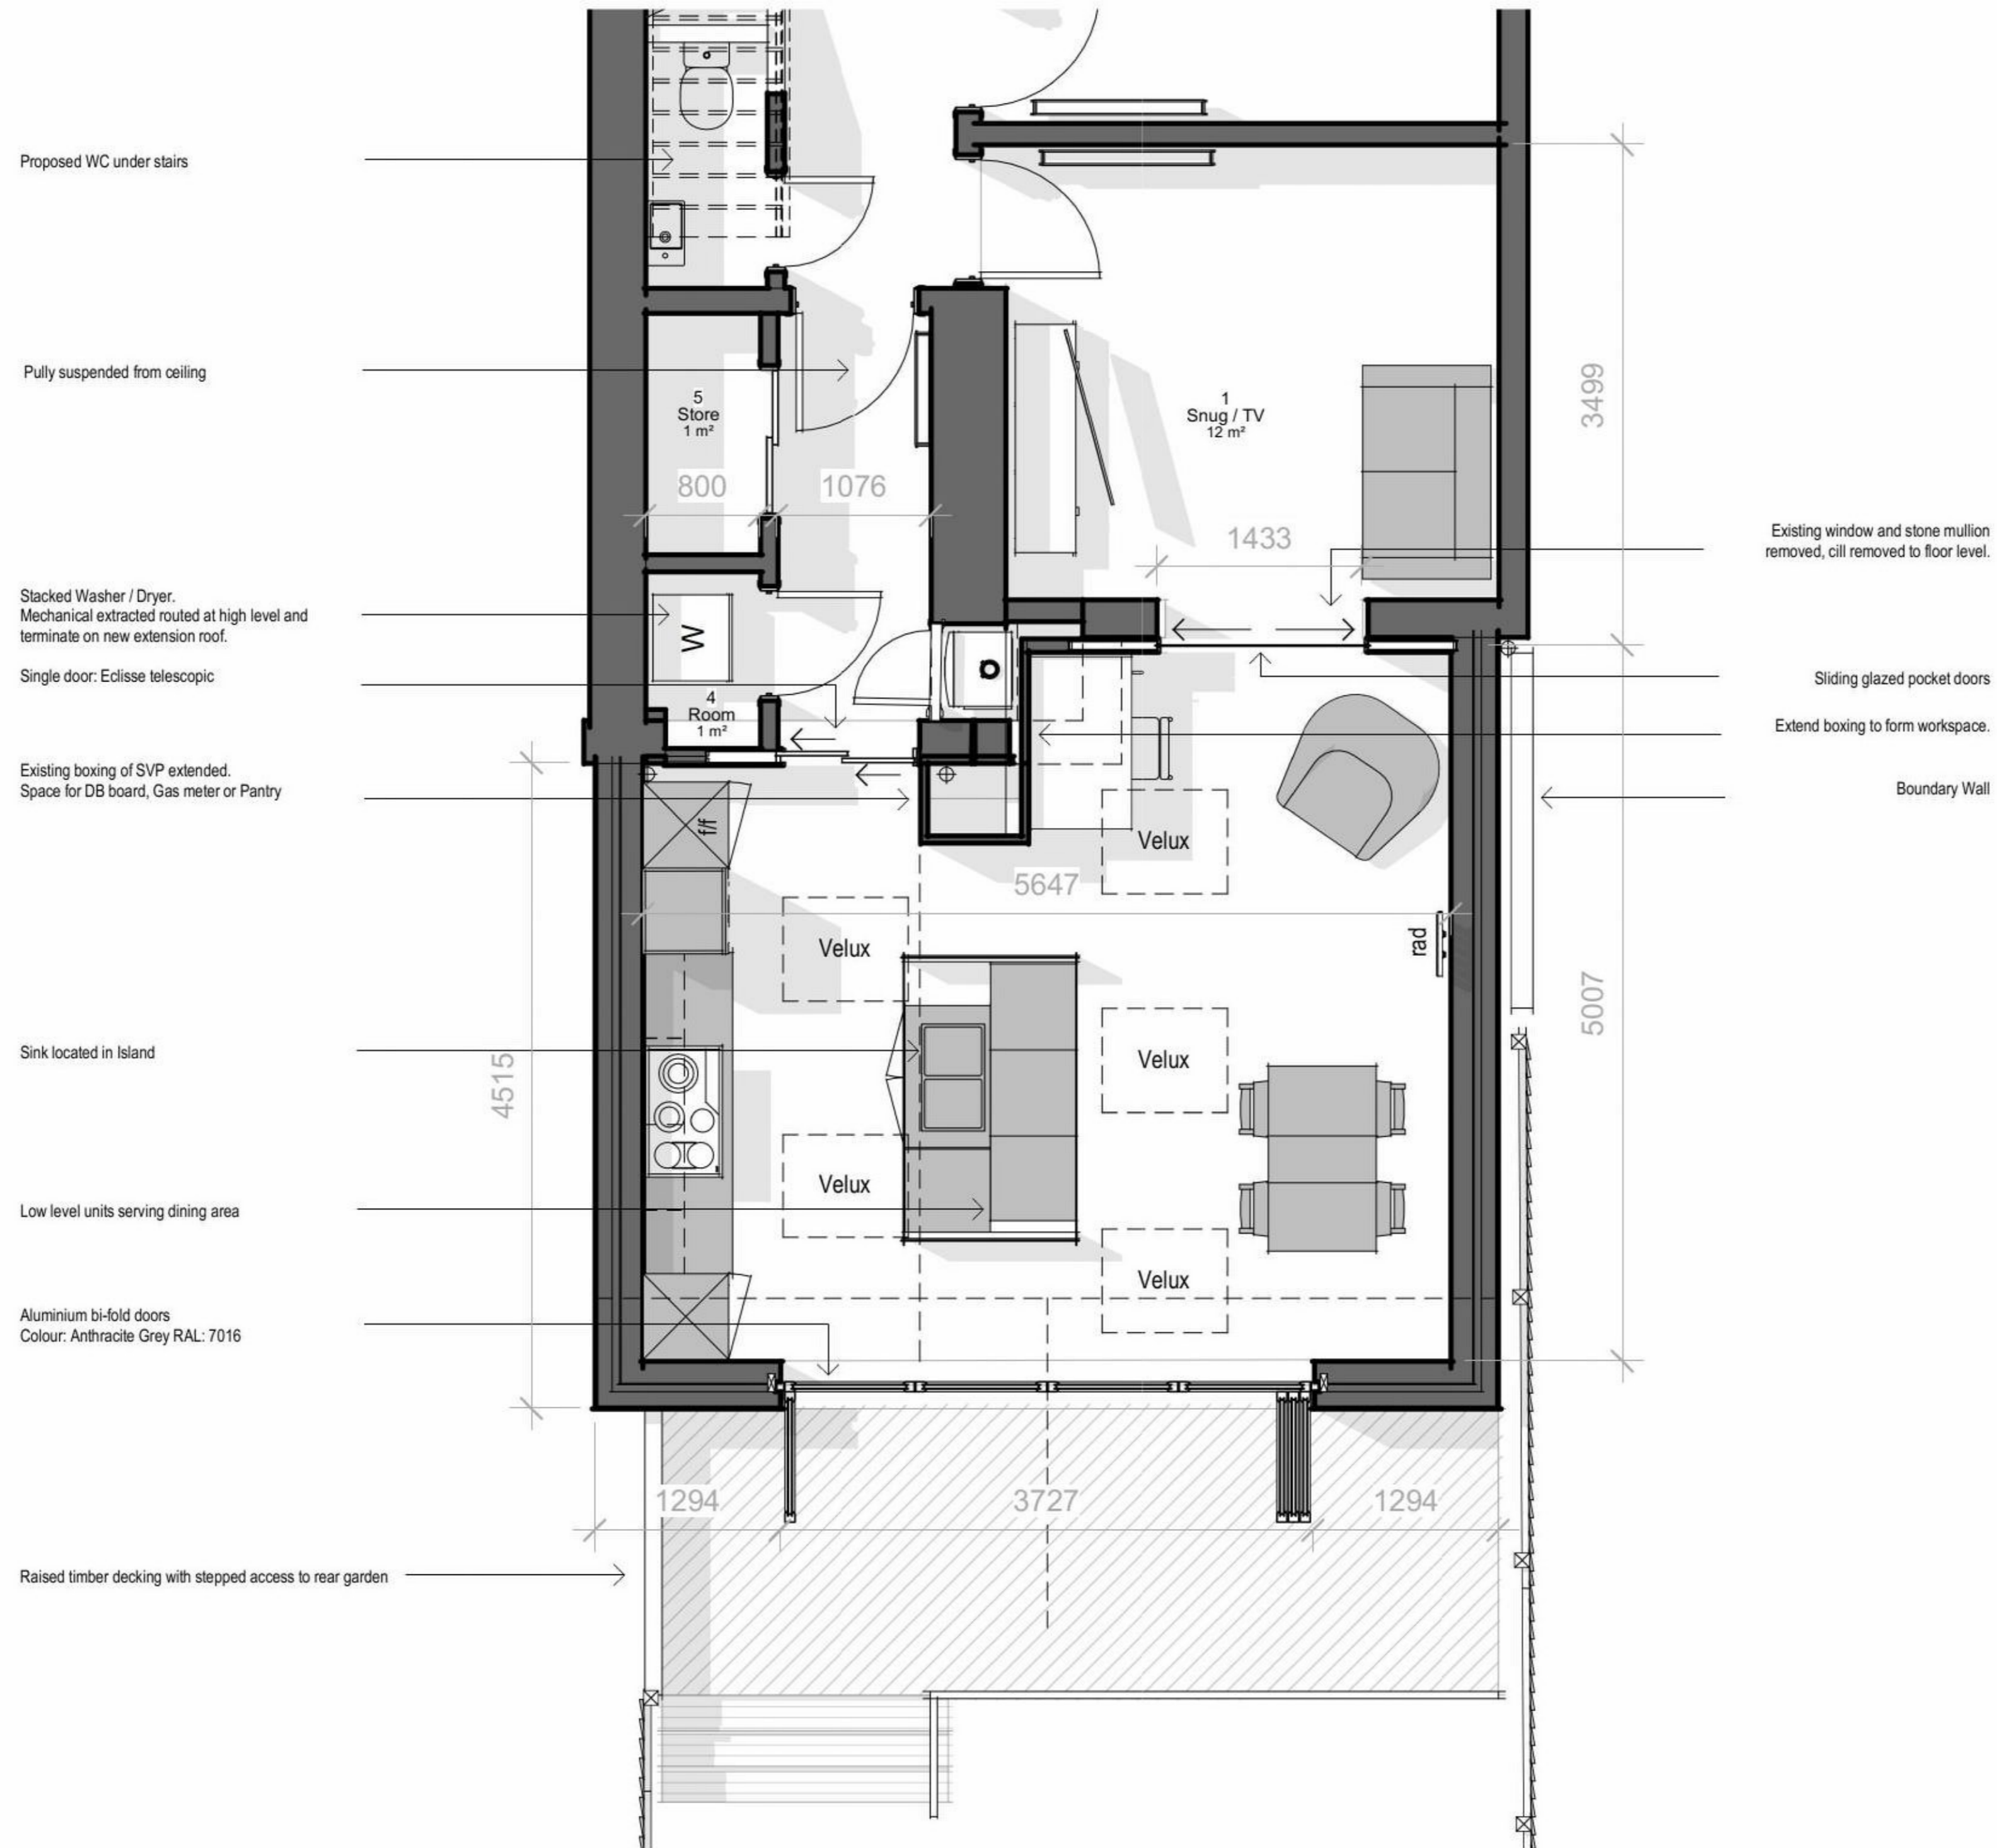 Proposed WC under stairs
Pully suspended from ceiling
Stacked Washer / Dryer.
Mechanical extracted routed at high level and
terminate on new extension roof.
Single door: Eclisse telescopic
Existing boxing of SVP extended.
Space for DB board, Gas meter or Pantry
Sink located in Island
Low level units serving dining area
Aluminium bi-fold doors
Colour: Anthracite Grey RAL: 7016
Raised timber decking with stepped access to rear garden
5
Store
1 m²
800
1076
1
Snug / TV
12 m²
1433
3499
W
4
Room
1 m²
f/f
Velux
5647
Velux
rad
Velux
5007
4515
Velux
Velux
1294
3727
1294
Existing window and stone mullion
removed, cill removed to floor level.
Sliding glazed pocket doors
Extend boxing to form workspace.
Boundary Wall